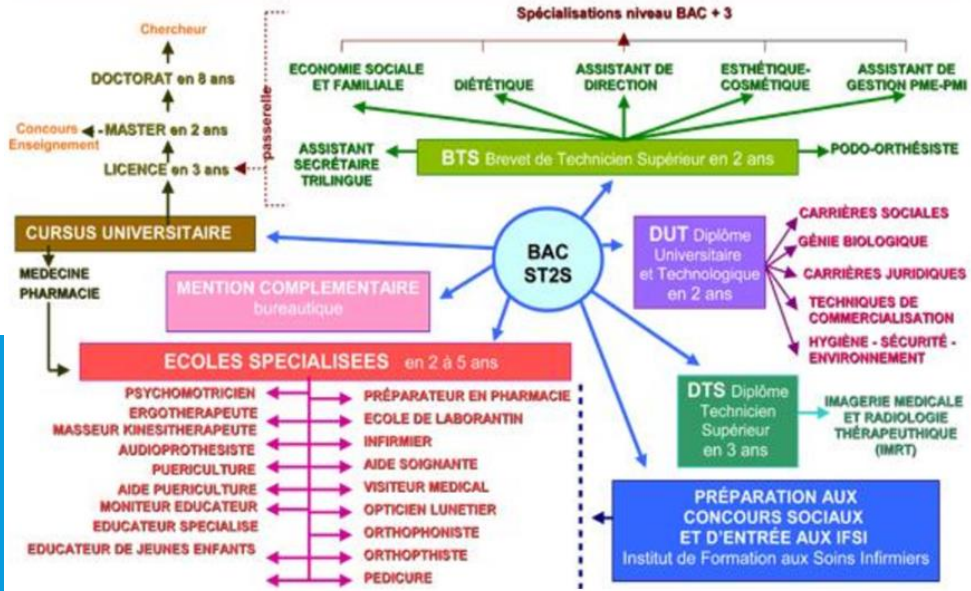 Spécialisations niveau BAC + 3
Chercheur
DOCTORAT en 8 ans
Concours
Enseignement
MASTER en 2 ans
LICENCE en 3 ans
passerelle
ECONOMIE SOCIALE
ET FAMILIALE
DIÉTÉTIQUE
ASSISTANT DE
DIRECTION
ESTHÉTIQUE-
COSMÉTIQUE
ASSISTANT DE
GESTION PME-PMI
ASSISTANT
SECRÉTAIRE
TRILINGUE
BTS Brevet de Technicien Supérieur en 2 ans
PODO-ORTHÉSISTE
CURSUS UNIVERSITAIRE
MEDECINE
PHARMACIE
BAC
ST2S
DUT Diplôme
Universitaire
et Technologique
en 2 ans
CARRIÈRES SOCIALES
GÉNIE BIOLOGIQUE
CARRIÈRES JURIDIQUES
TECHNIQUES DE
COMMERCIALISATION
HYGIÈNE - SÉCURITÉ -
ENVIRONNEMENT
MENTION COMPLEMENTAIRE
bureautique
ECOLES SPECIALISEES en 2 à 5 ans
PSYCHOMOTRICIEN
ERGOTHERAPEUTE
MASSEUR KINESITHERAPEUTE
AUDIOPROTHESISTE
PUERICULTURE
AIDE PUERICULTURE
MONITEUR EDUCATEUR
EDUCATEUR SPECIALISE
EDUCATEUR DE JEUNES ENFANTS
PRÉPARATEUR EN PHARMACIE
ECOLE DE LABORANTIN
INFIRMIER
AIDE SOIGNANTE
VISITEUR MEDICAL
OPTICIEN LUNETIER
ORTHOPHONISTE
ORTHOPTHISTE
PEDICURE
DTS Diplôme
Technicien
Supérieur
en 3 ans
IMAGERIE MEDICALE
ET RADIOLOGIE
THÉRAPEUTHIQUE
(IMRT)
PRÉPARATION AUX
CONCOURS SOCIAUX
ET D'ENTRÉE AUX IFSI
Institut de Formation aux Soins Infirmiers